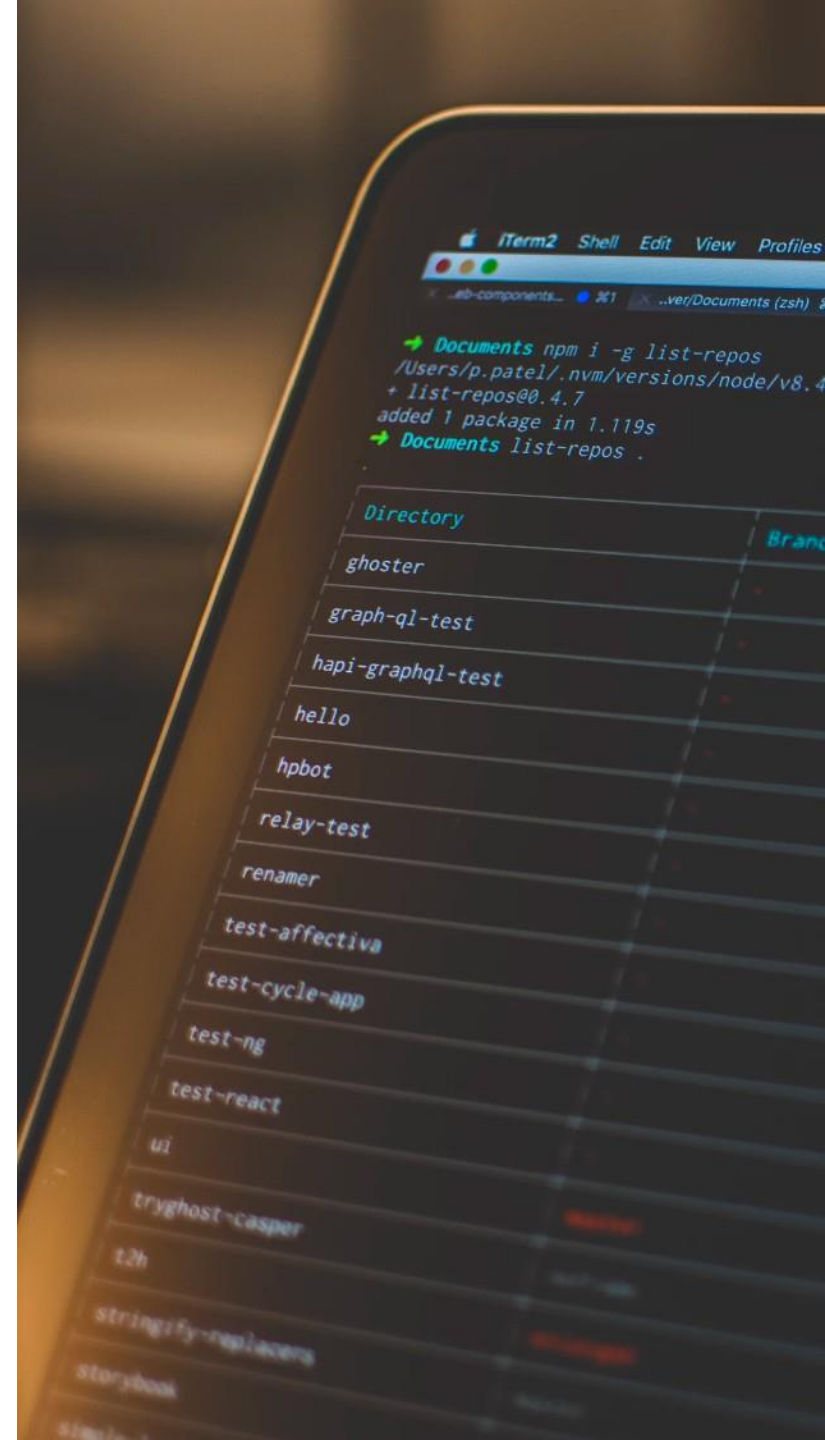 iTerm2 Shell Edit View Profiles
..eb-components... ⌘1 ..ver/Documents (zsh)
➜ Documents npm i -g list-repos
/Users/p.patel/.nvm/versions/node/v8.4
+ list-repos@0.4.7
added 1 package in 1.119s
➜ Documents list-repos .
.
Directory Branc
ghoster -
graph-ql-test -
hapi-graphql-test -
hello
hpbot
relay-test
renamer
test-affectiva
test-cycle-app
test-ng
test-react
ui
tryghost-casper
t2h
stringify-replacers
storybook